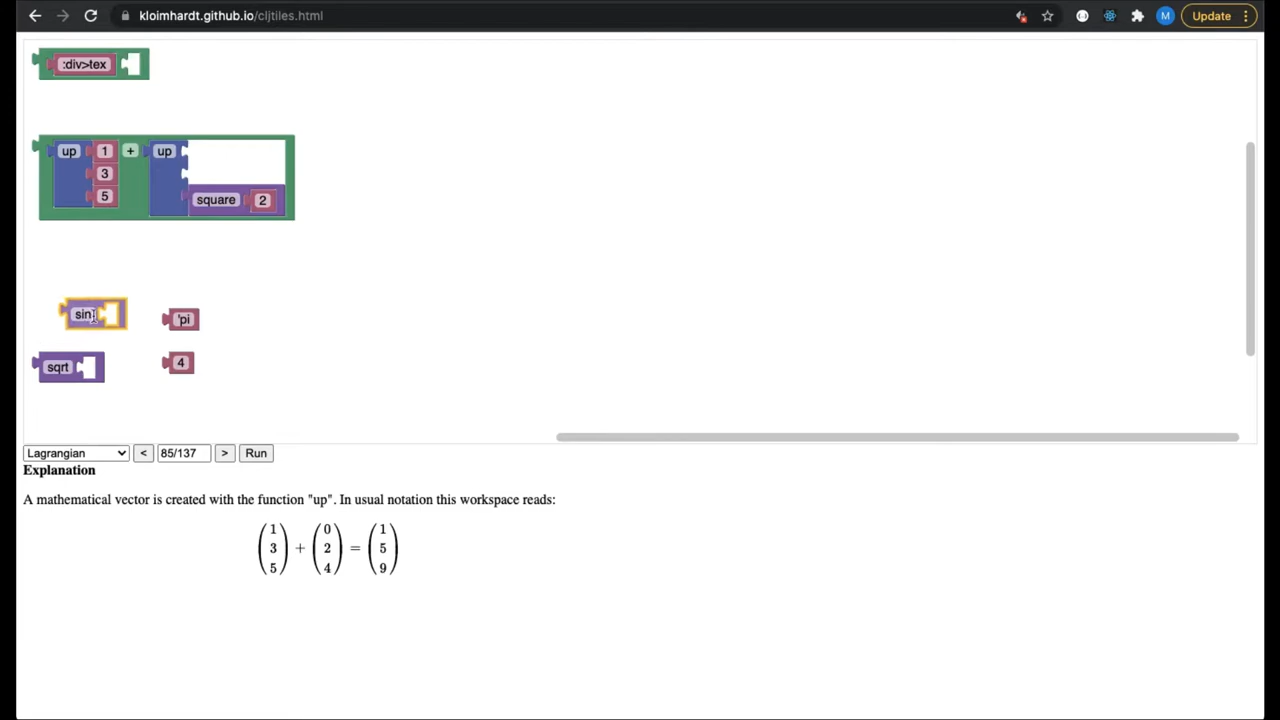 kloimhardt.github.io/cljtiles.html
M
Update
:div>tex
up 1 + up
3
5
square 2
sin 'pi
sqrt 4
Lagrangian < 85/137 > Run
Explanation
A mathematical vector is created with the function "up". In usual notation this workspace reads:
1 0 1
3 + 2 = 5
5 4 9